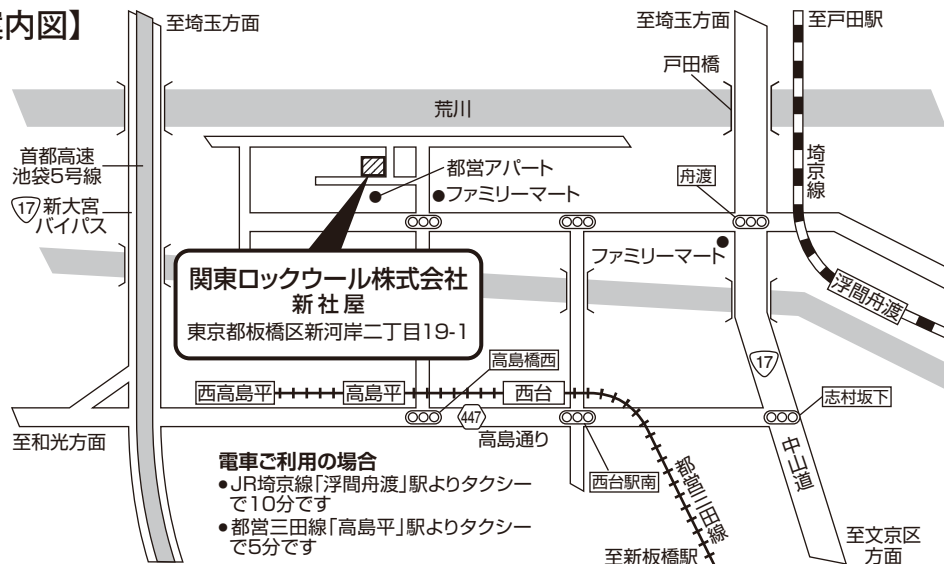 案内図】
至埼玉方面
至埼玉方面
至戸田駅
戸田橋
荒川
首都高速
池袋5号線
17
新大宮
バイパス
都営アパート
ファミリーマート
舟渡
埼京線
ファミリーマート
浮間舟渡
関東ロックウール株式会社
新社屋
東京都板橋区新河岸二丁目19-1
高島橋西
17
西高島平
高島平
西台
志村坂下
至和光方面
447
高島通り
中山道
西台駅南
都営三田線
電車ご利用の場合
●JR埼京線「浮間舟渡」駅よりタクシー
で10分です
●都営三田線「高島平」駅よりタクシー
で5分です
至新板橋駅
至文京区
方面